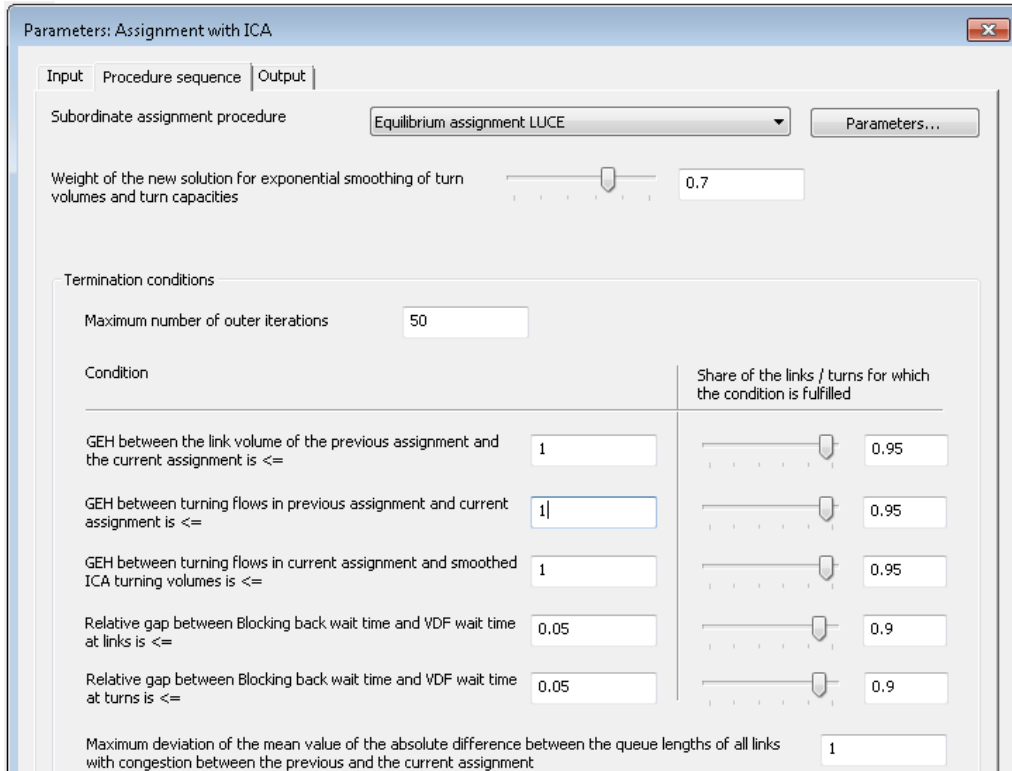 Parameters: Assignment with ICA
Input Procedure sequence Output
Subordinate assignment procedure Equilibrium assignment LUCE Parameters...
Weight of the new solution for exponential smoothing of turn
volumes and turn capacities
0.7
Termination conditions
Maximum number of outer iterations 50
Condition
Share of the links / turns for which
the condition is fulfilled
GEH between the link volume of the previous assignment and
the current assignment is <=
1
0.95
GEH between turning flows in previous assignment and current
assignment is <=
1
0.95
GEH between turning flows in current assignment and smoothed
ICA turning volumes is <=
1
0.95
Relative gap between Blocking back wait time and VDF wait time
at links is <=
0.05
0.9
Relative gap between Blocking back wait time and VDF wait time
at turns is <=
0.05
0.9
Maximum deviation of the mean value of the absolute difference between the queue lengths of all links
with congestion between the previous and the current assignment
1